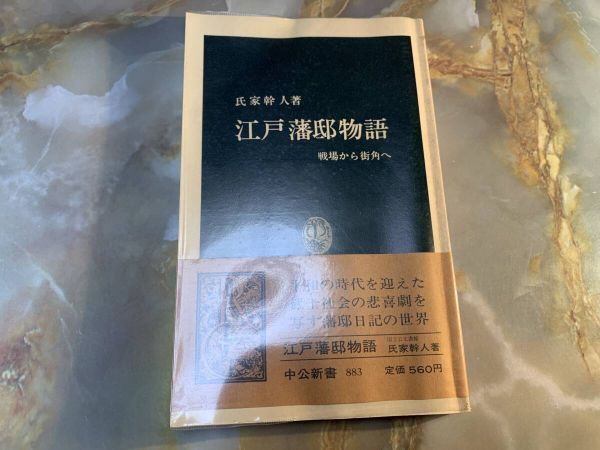 氏家幹人著
江戸藩邸物語
戦場から街角へ
の時代を迎えた
社会の悲喜劇を
写す藩邸日記の世界
江戸藩邸物語
氏家幹人著
中公新書 883 定価 560円